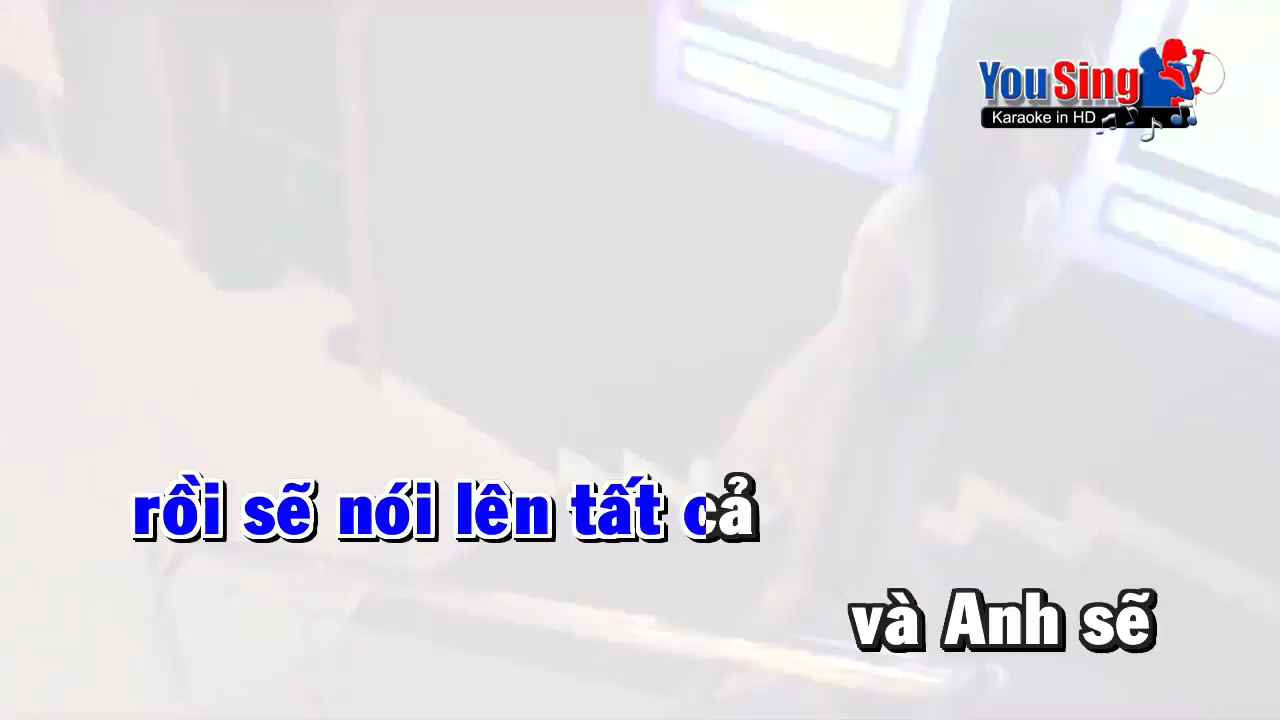 YouSing
Karaoke in HD
rồi sẽ nói lên tất cả
và Anh sẽ